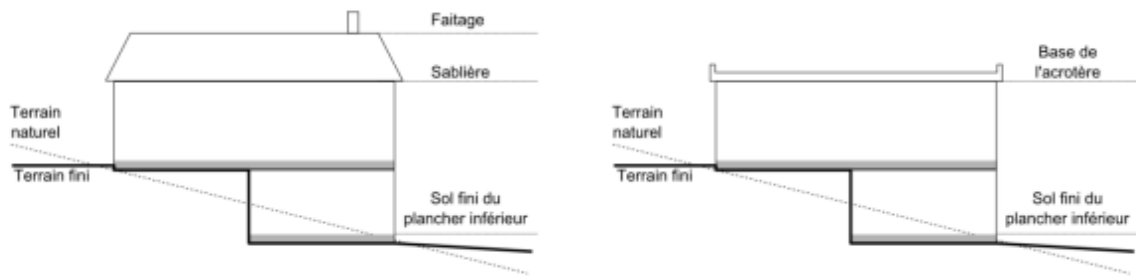 Faitage
Sablière
Terrain
naturel
Terrain fini
Sol fini du
plancher inférieur
Base de
l'acrotère
Terrain
naturel
Terrain fini
Sol fini du
plancher inférieur